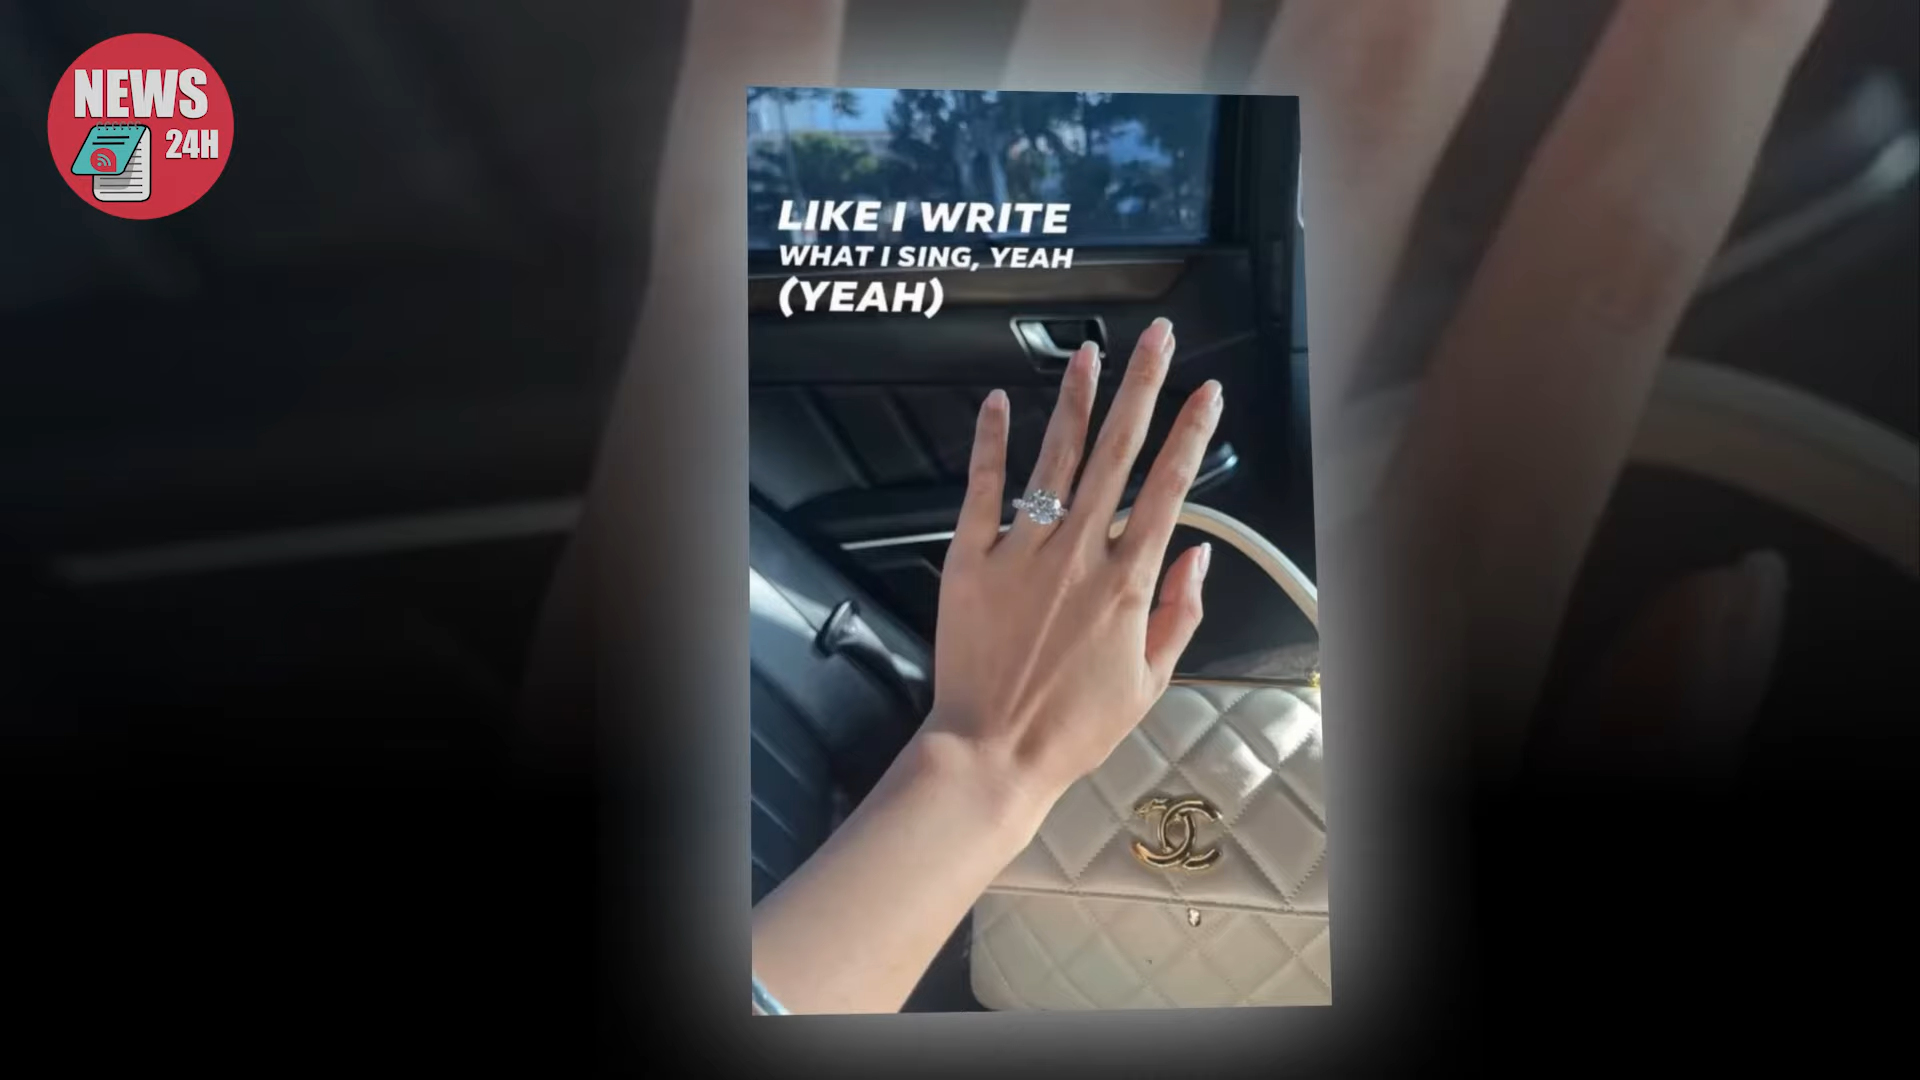 NEWS
24H
LIKE I WRITE
WHAT I SING, YEAH
(YEAH)